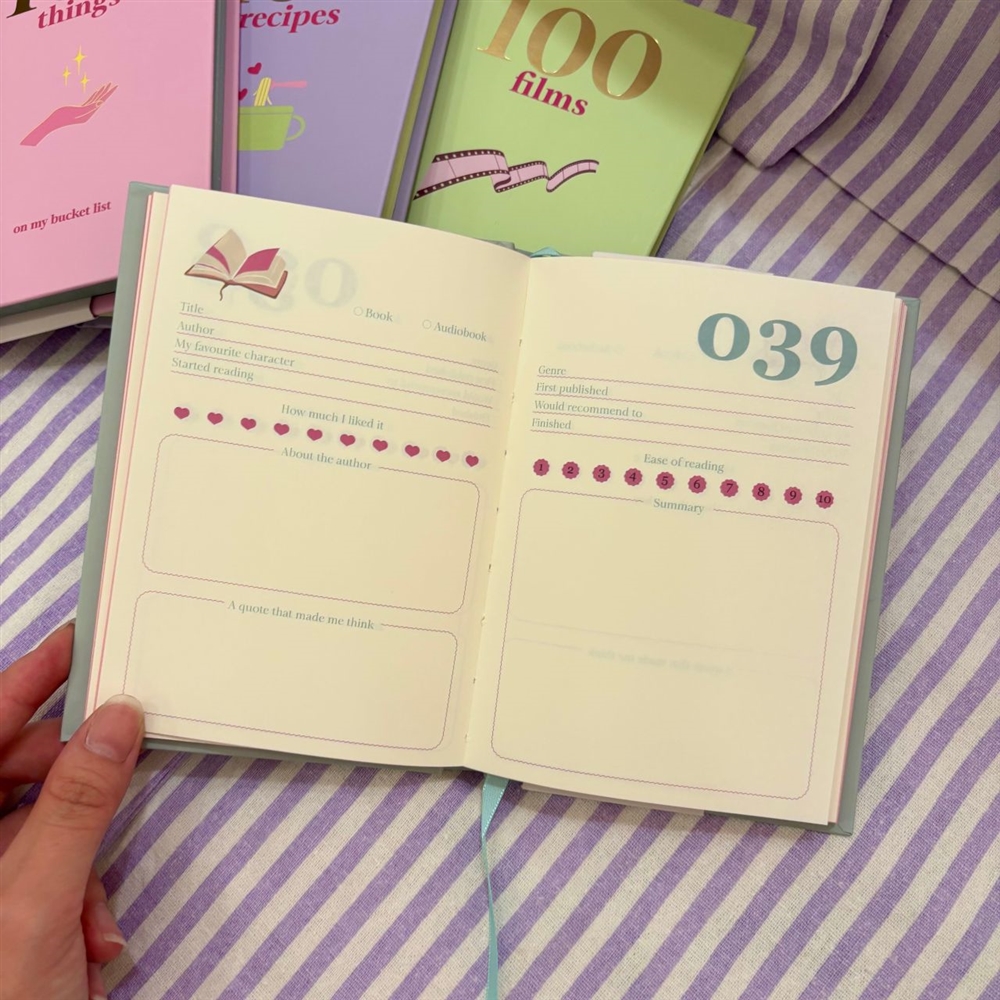 things
on my bucket list
recipes
100
films
Title
Book
Audiobook
Author
My favourite character
Started reading
How much I liked it
About the author
A quote that made me think
039
Genre
First published
Would recommend to
Finished
Ease of reading
1 2 3 4 5 6 7 8 9 10
Summary